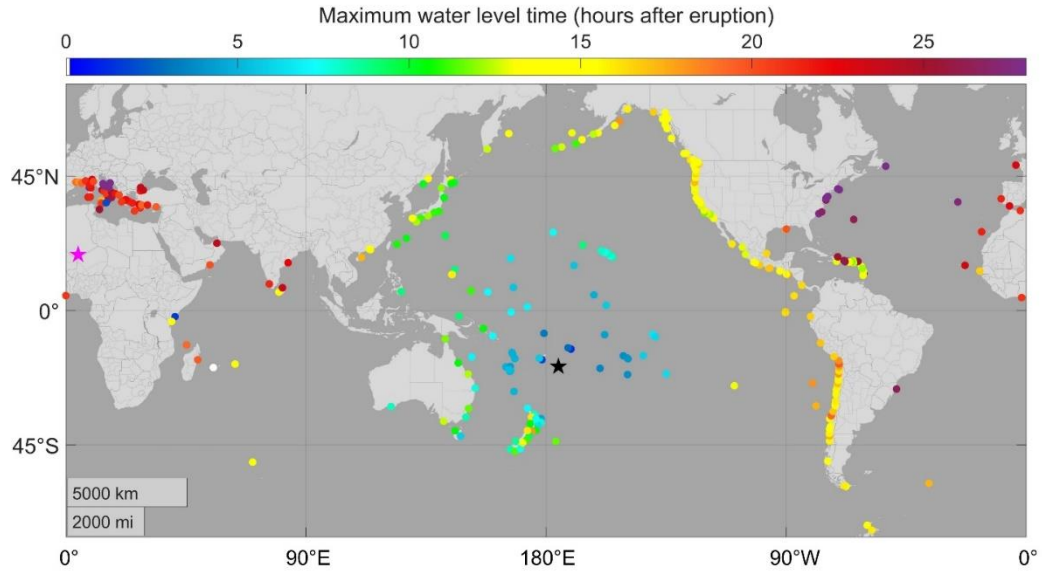 Maximum water level time (hours after eruption)
0 5 10 15 20 25
45°N
0°
45°S
5000 km
2000 mi
0° 90°E 180°E 90°W 0°